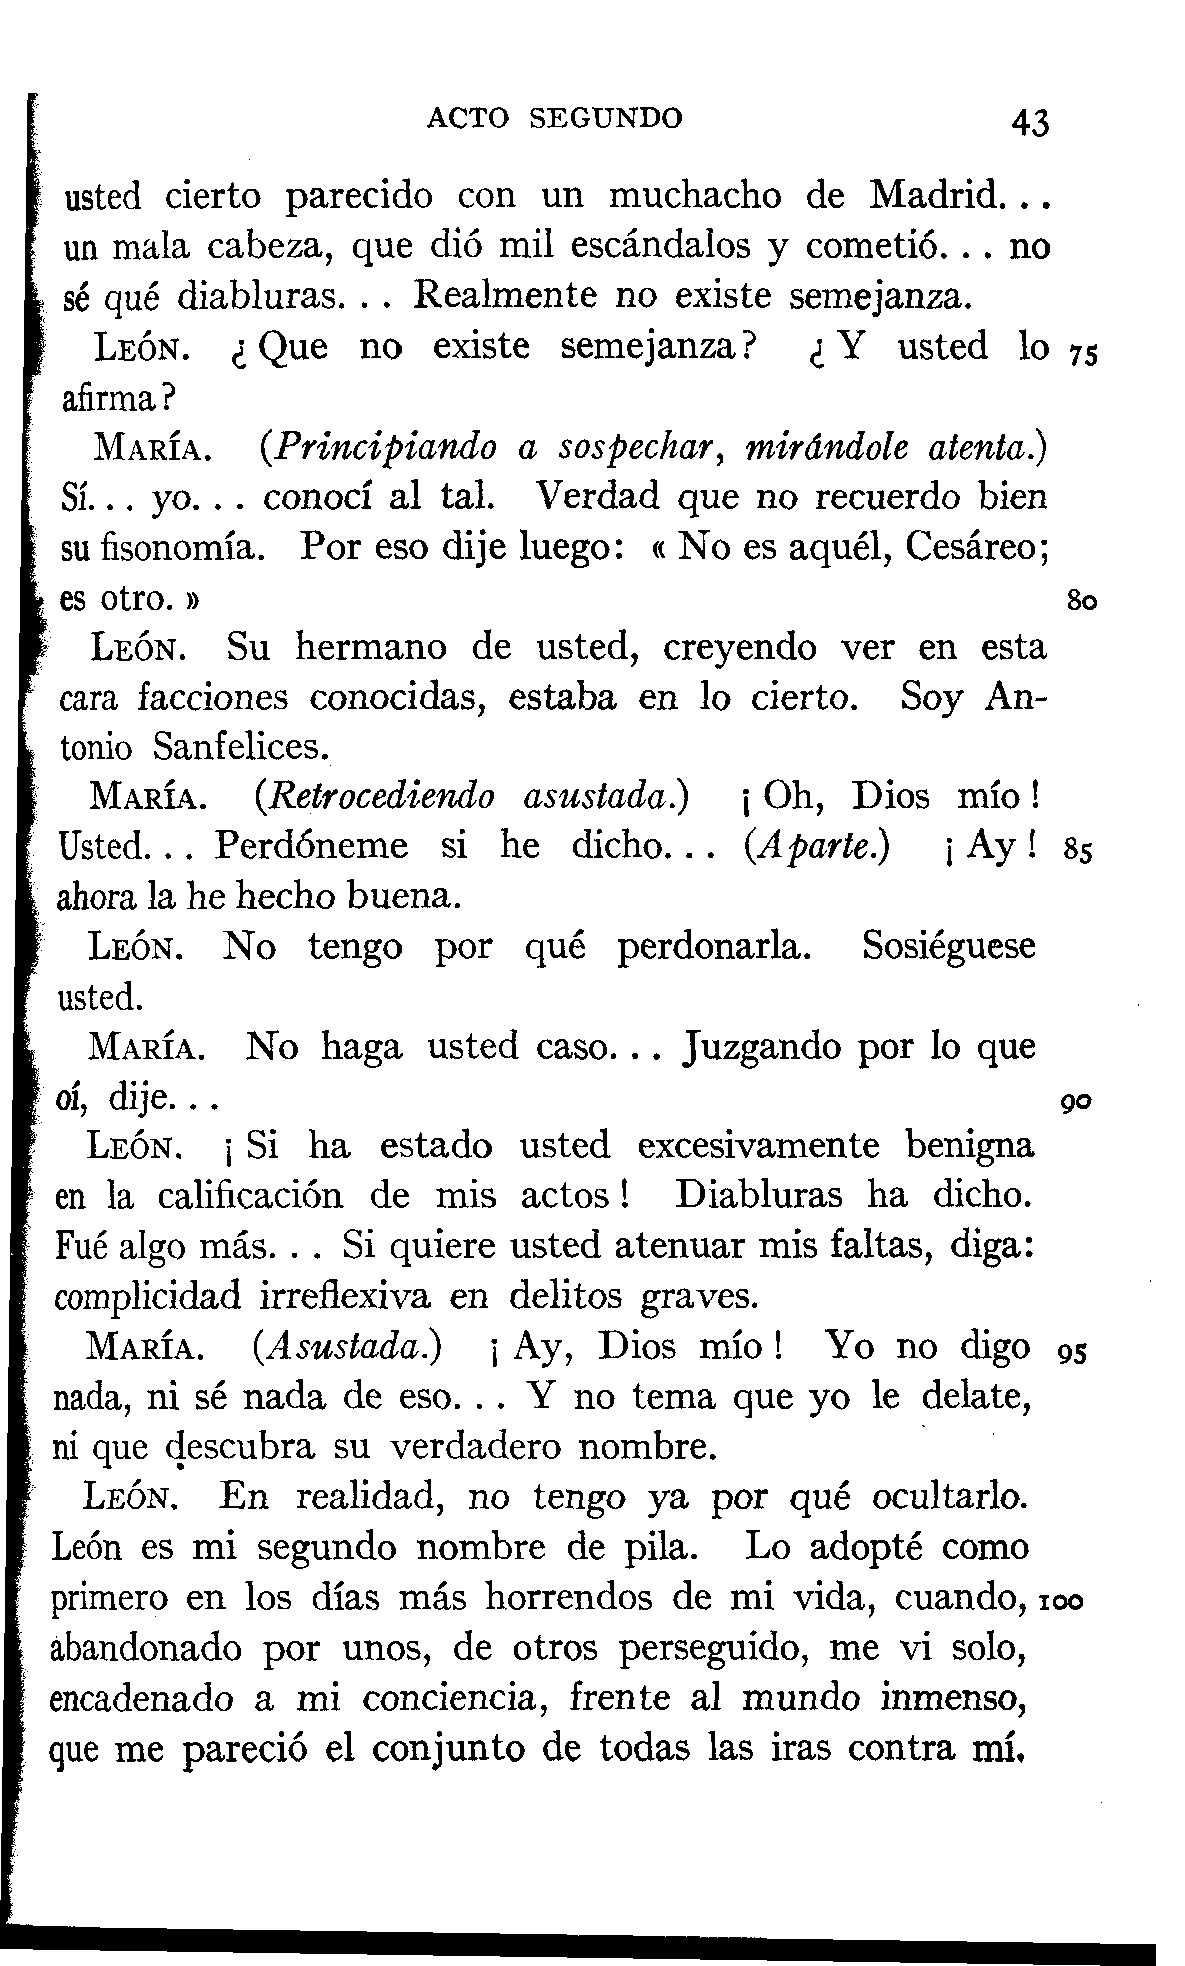 ACTO SEGUNDO 43
usted cierto parecido con un muchacho de Madrid. . .
un mala cabeza, que dió mil escándalos y cometió. . . no
sé qué diabluras. . . Realmente no existe semejanza.
LEÓN. ¿ Que no existe semejanza? ¿ Y usted lo 75
afirma?
MARÍA. (Principiando a sospechar, mirándole atenta.)
Sí. . . yo. . . conocí al tal. Verdad que no recuerdo bien
su fisonomía. Por eso dije luego: « No es aquél, Cesáreo;
es otro. » 80
LEÓN. Su hermano de usted, creyendo ver en esta
cara facciones conocidas, estaba en lo cierto. Soy An-
tonio Sanfelices.
MARÍA. (Retrocediendo asustada.) ¡ Oh, Dios mío !
Usted. . . Perdóneme si he dicho. . . (Aparte.) ¡ Ay ! 85
ahora la he hecho buena.
LEÓN. No tengo por qué perdonarla. Sosiéguese
usted.
MARÍA. No haga usted caso. . . Juzgando por lo que
oí, dije. . . 90
LEÓN. ¡ Si ha estado usted excesivamente benigna
en la calificación de mis actos ! Diabluras ha dicho.
Fué algo más. . . Si quiere usted atenuar mis faltas, diga:
complicidad irreflexiva en delitos graves.
MARÍA. (Asustada.) ¡ Ay, Dios mío ! Yo no digo 95
nada, ni sé nada de eso. . . Y no tema que yo le delate,
ni que descubra su verdadero nombre.
LEÓN. En realidad, no tengo ya por qué ocultarlo.
León es mi segundo nombre de pila. Lo adopté como
primero en los días más horrendos de mi vida, cuando, 100
abandonado por unos, de otros perseguido, me vi solo,
encadenado a mi conciencia, frente al mundo inmenso,
que me pareció el conjunto de todas las iras contra mí.